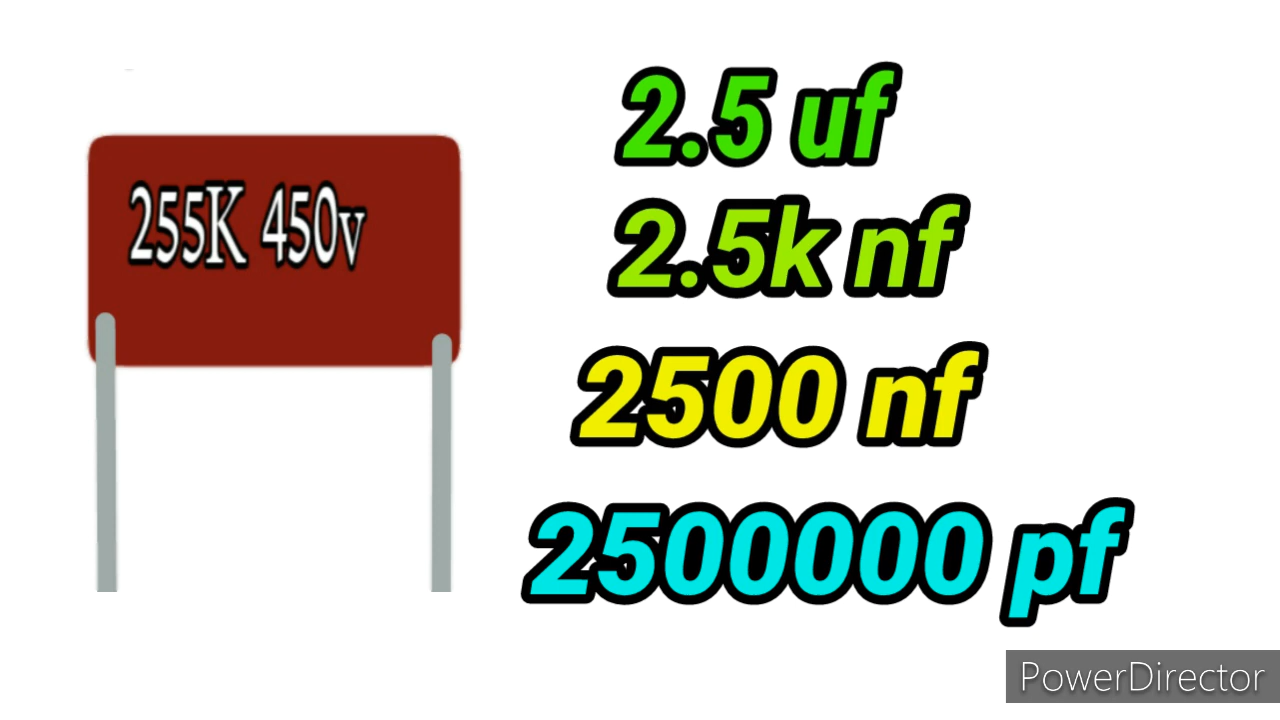 255K 450v
2.5 uf
2.5k nf
2500 nf
2500000 pf
PowerDirector